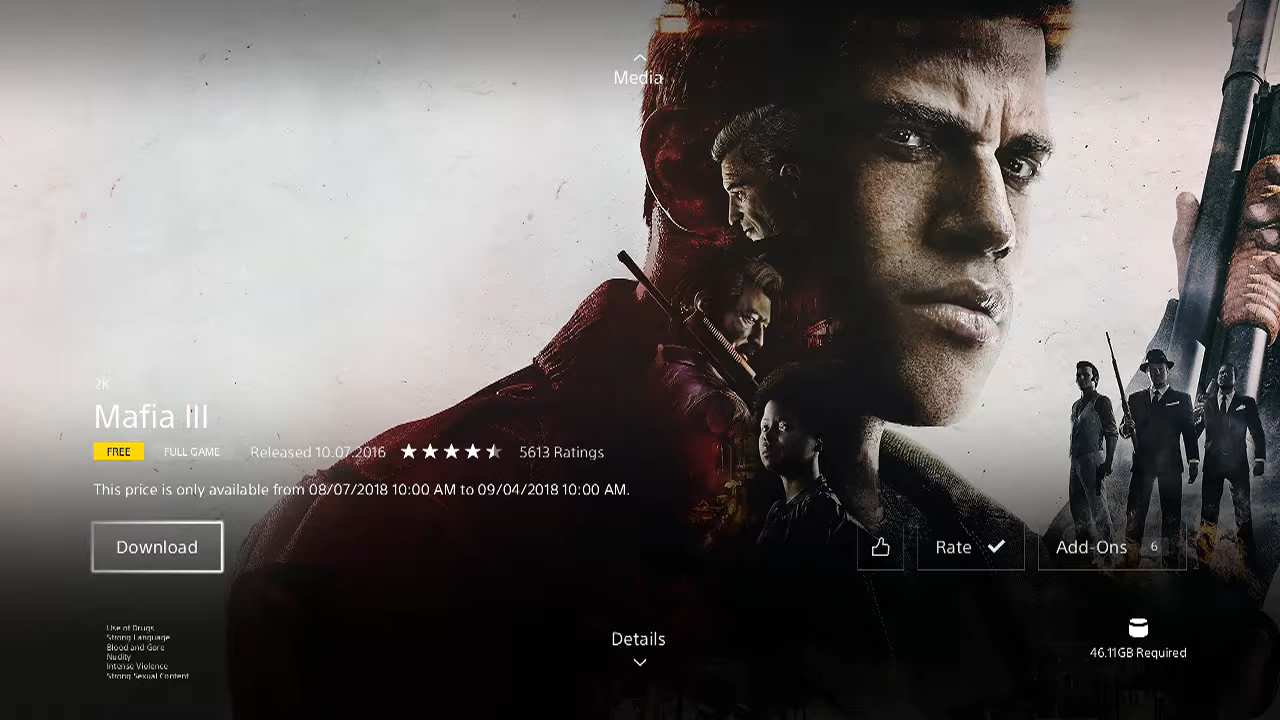 Media
2K
Mafia III
FREE FULL GAME Released 10.07.2016 5613 Ratings
This price is only available from 08/07/2018 10:00 AM to 09/04/2018 10:00 AM.
Download
Rate
Add-Ons 6
Use of Drugs
Strong Language
Blood and Gore
Nudity
Intense Violence
Strong Sexual Content
Details
46.11GB Required